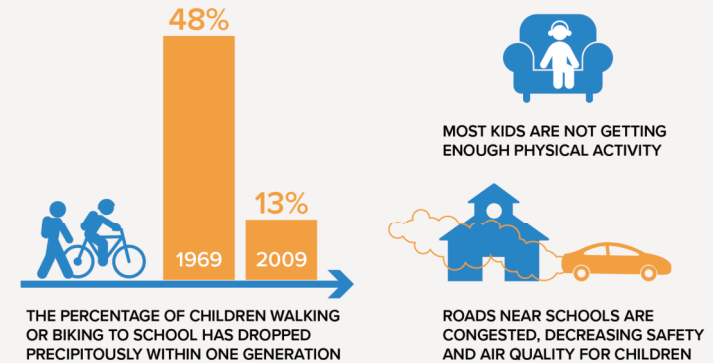 48%
13%
1969
2009
THE PERCENTAGE OF CHILDREN WALKING
OR BIKING TO SCHOOL HAS DROPPED
PRECIPITOUSLY WITHIN ONE GENERATION
MOST KIDS ARE NOT GETTING
ENOUGH PHYSICAL ACTIVITY
ROADS NEAR SCHOOLS ARE
CONGESTED, DECREASING SAFETY
AND AIR QUALITY FOR CHILDREN